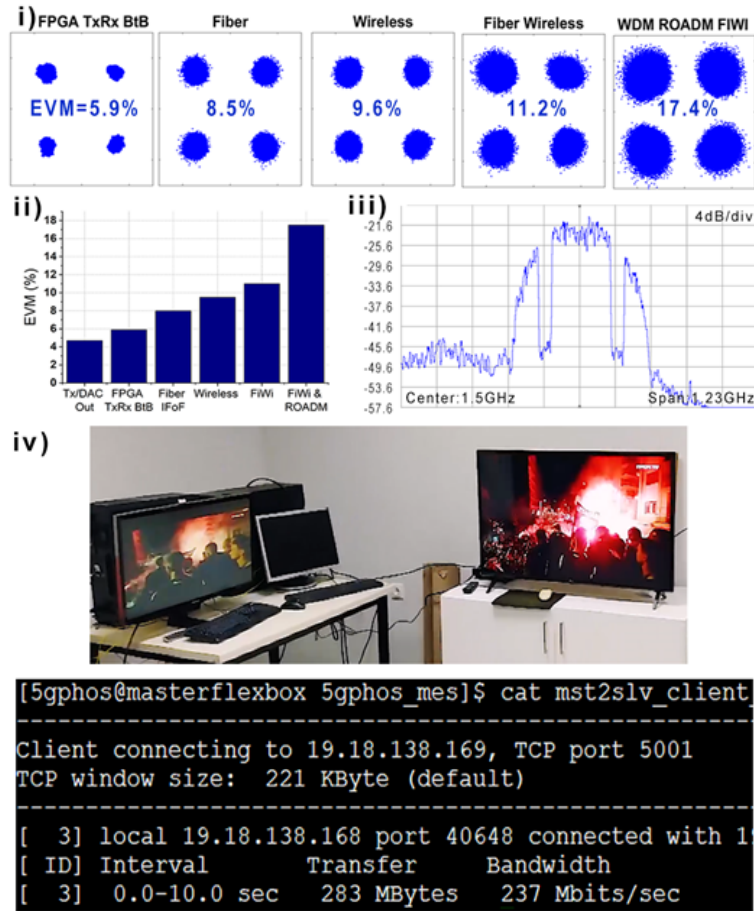 i)
FPGA TxRx BtB
Fiber
Wireless
Fiber Wireless
WDM ROADM FIWI
EVM=5.9%
8.5%
9.6%
11.2%
17.4%
ii)
18
16
14
12
10
8
6
4
2
0
EVM (%)
Tx/DAC Out
FPGA TxRx BtB
Fiber IFoF
Wireless
FiWi
FiWi & ROADM
iii)
4dB/div
-21.6
-25.6
-29.6
-33.6
-37.6
-41.6
-45.6
-49.6
-53.6
-57.6
Center:1.5GHz
Span:1.23GHz
iv)
[5gphos@masterflexbox 5gphos_mes]$ cat mst2slv_client_
------------------------------------------------------------
Client connecting to 19.18.138.169, TCP port 5001
TCP window size: 221 KByte (default)
------------------------------------------------------------
[ 3] local 19.18.138.168 port 40648 connected with 19
[ ID] Interval Transfer Bandwidth
[ 3] 0.0-10.0 sec 283 MBytes 237 Mbits/sec